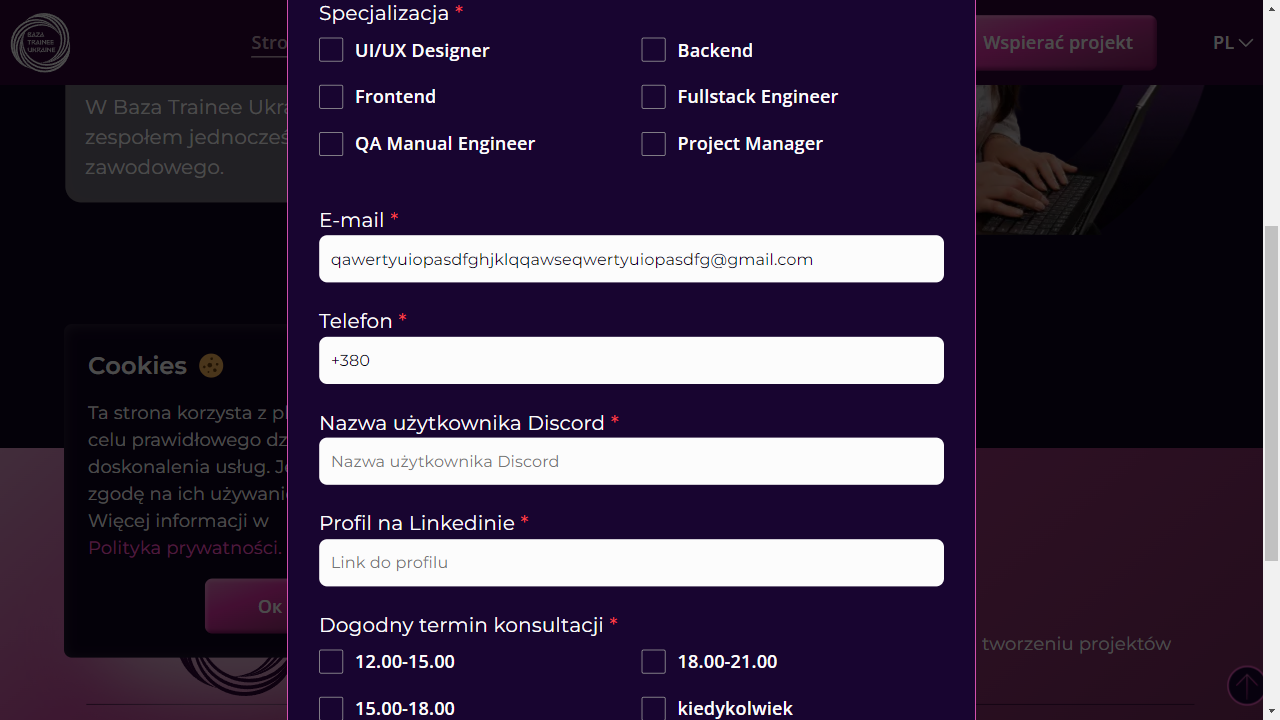 BAZA
TRAINEE
UKRAINE
Stro
Wspierać projekt
PL
W Baza Trainee Ukra
zespołem jednocześ
zawodowego.
Cookies
Ta strona korzysta z pl
celu prawidłowego dz
doskonalenia usług. Je
zgodę na ich używanie
Więcej informacji w
Polityka prywatności.
Ок
Specjalizacja *
UI/UX Designer
Backend
Frontend
Fullstack Engineer
QA Manual Engineer
Project Manager
E-mail *
qawertyuiopasdfghjklqqawseqwertyuiopasdfg@gmail.com
Telefon *
+380
Nazwa użytkownika Discord *
Nazwa użytkownika Discord
Profil na Linkedinie *
Link do profilu
Dogodny termin konsultacji *
12.00-15.00
18.00-21.00
15.00-18.00
kiedykolwiek
tworzeniu projektów